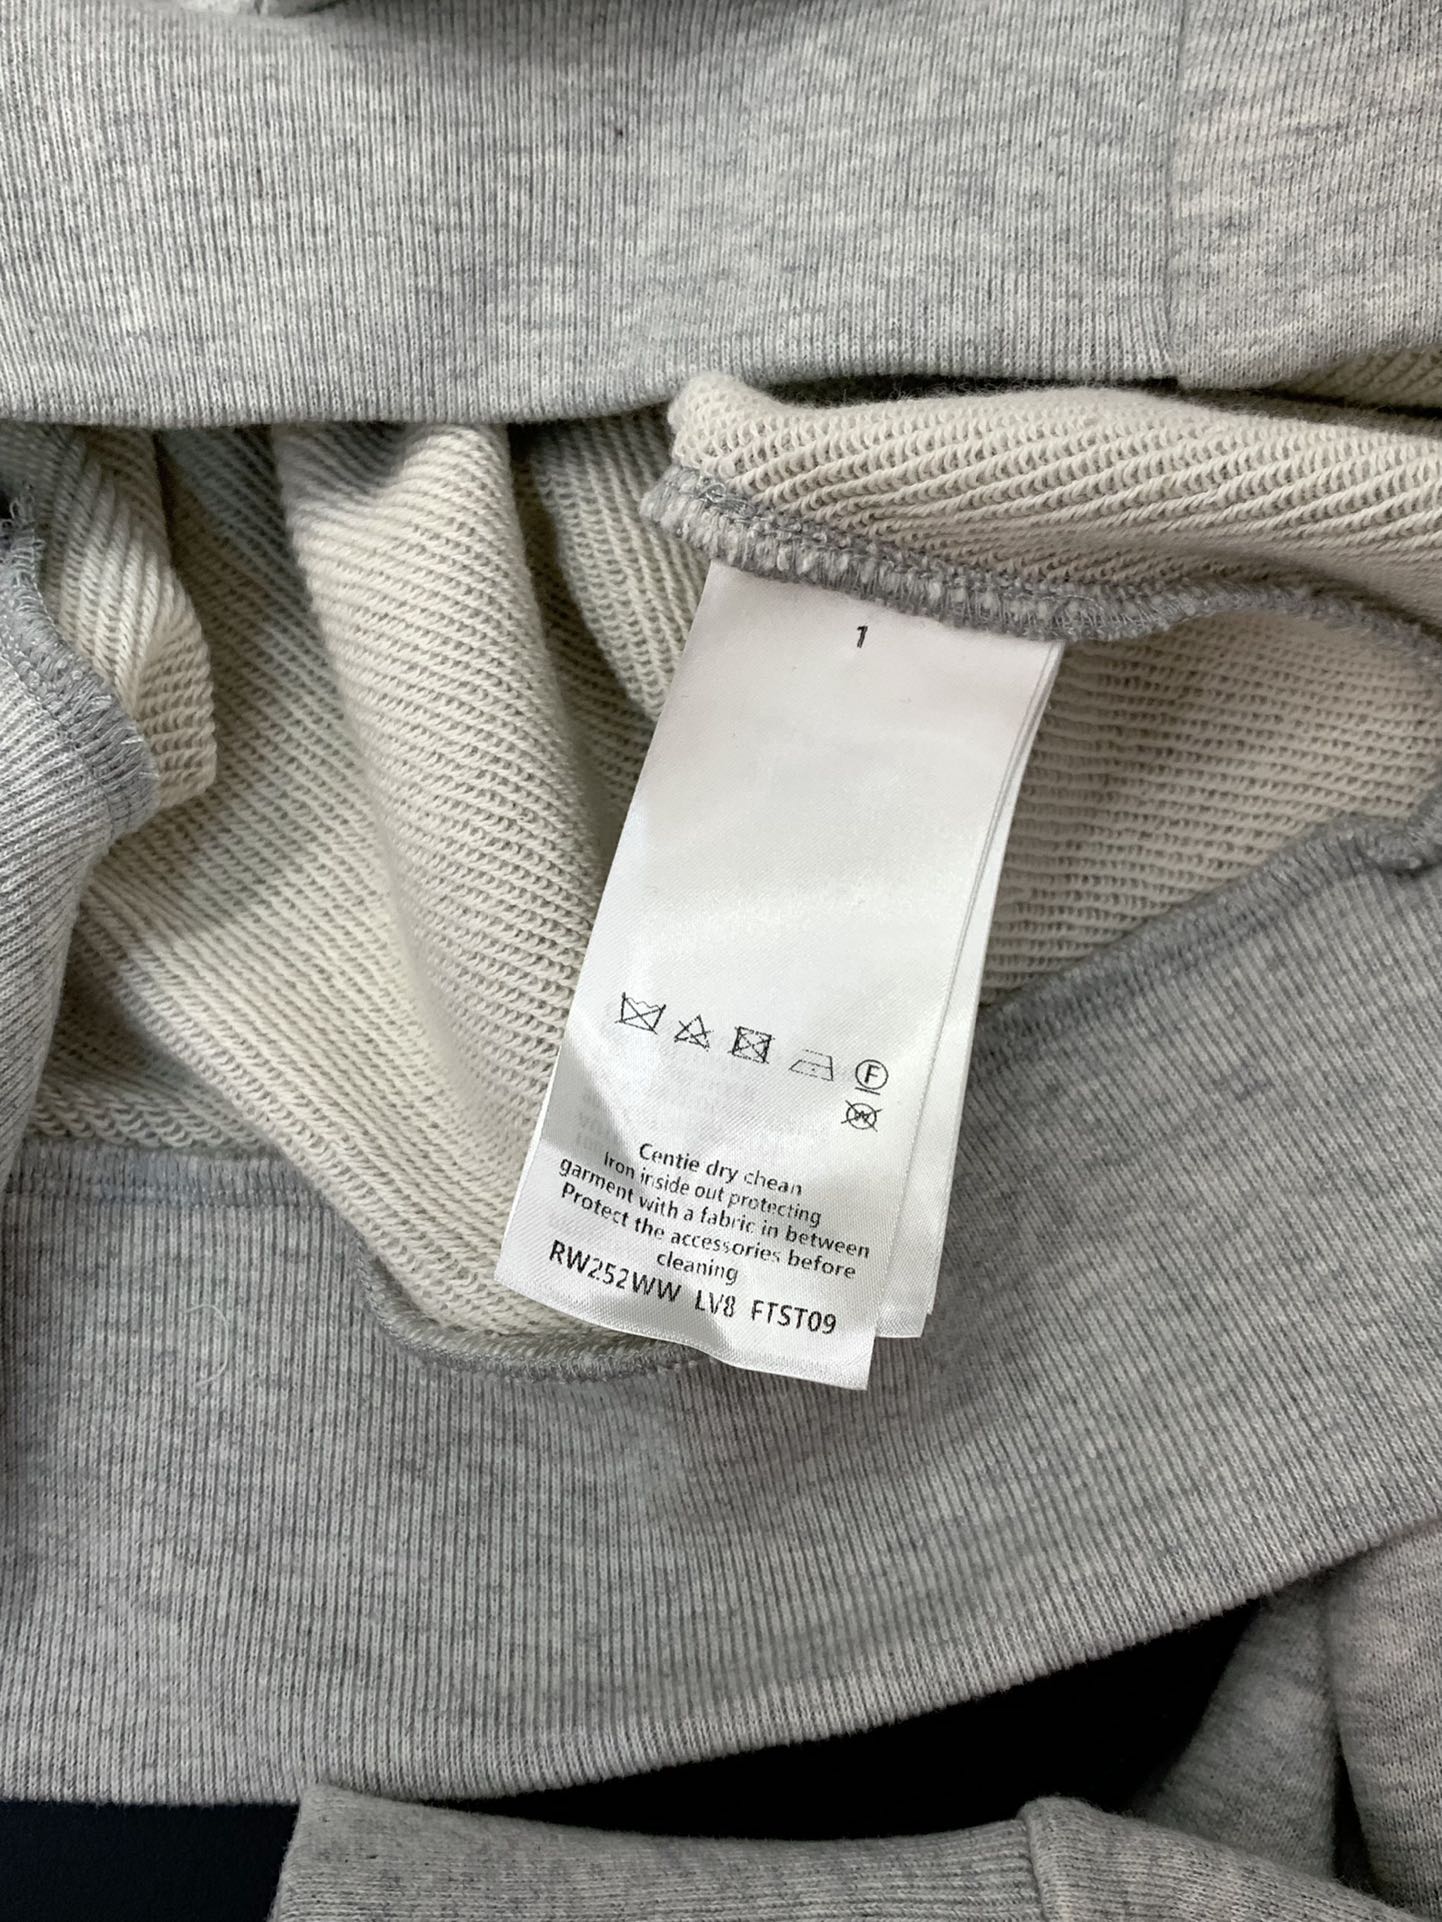 1
F
W
Centie dry chean
Iron inside out protecting
garment with a fabric in between
Protect the accessories before
cleaning
RW252WW LV8 FTST09